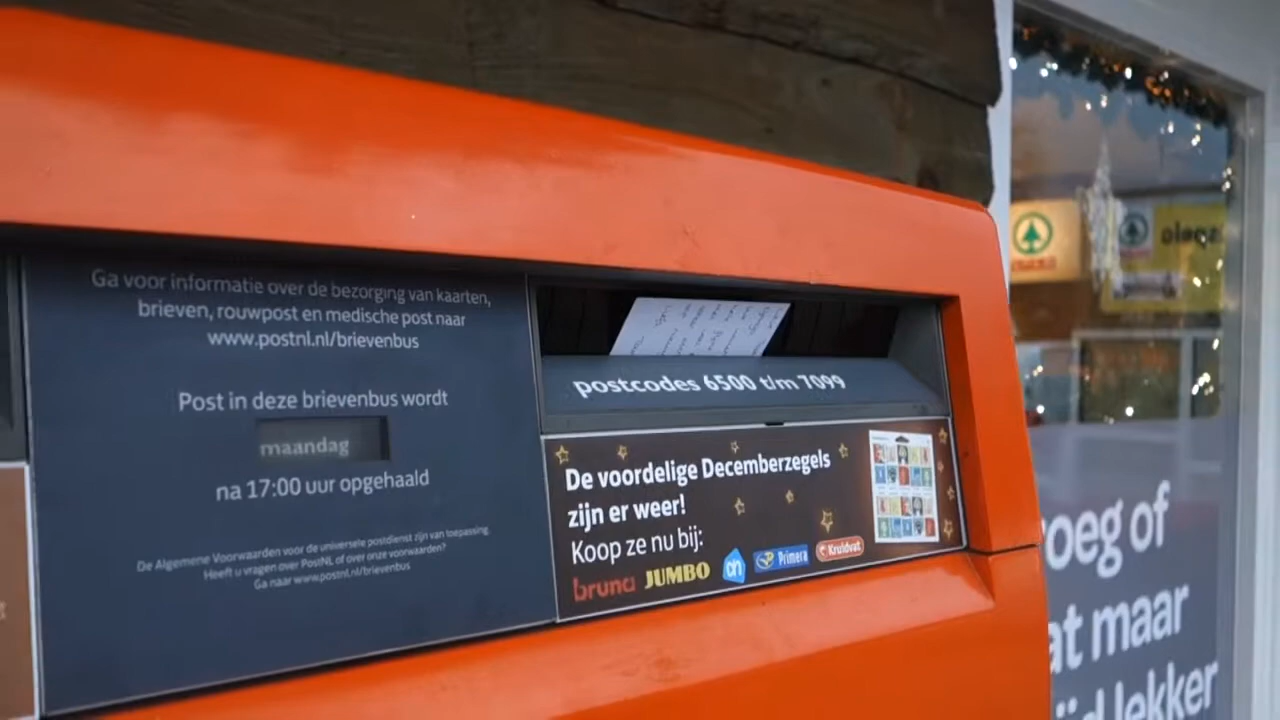 Ga voor informatie over de bezorging van kaarten,
brieven, rouwpost en medische post naar
www.postnl.nl/brievenbus
Post in deze brievenbus wordt
maandag
na 17:00 uur opgehaald
De Algemene Voorwaarden voor de universele postdienst zijn van toepassing.
Heeft u vragen over PostNL of over onze voorwaarden?
Ga naar www.postnl.nl/brievenbus
postcodes 6500 t/m 7099
De voordelige Decemberzegels
zijn er weer!
Koop ze nu bij:
bruna JUMBO ah Primera Kruidvat
oeg of
at maar
lekker